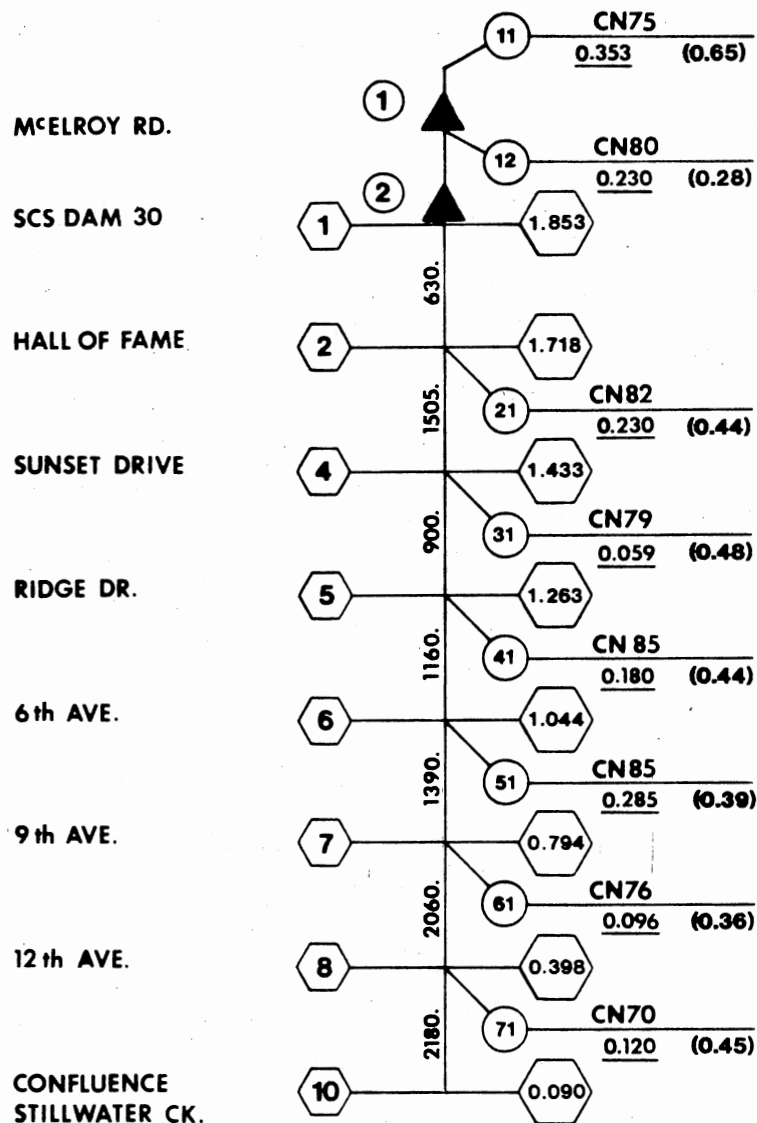 11 CN75
0.353 (0.65)
1
MᶜELROY RD.
12 CN80
0.230 (0.28)
2
SCS DAM 30
1 1.853
630.
HALL OF FAME
2 1.718
1505.
21 CN82
0.230 (0.44)
SUNSET DRIVE
4 1.433
900.
31 CN79
0.059 (0.48)
RIDGE DR.
5 1.263
1160.
41 CN 85
0.180 (0.44)
6th AVE.
6 1.044
1390.
51 CN85
0.285 (0.39)
9th AVE.
7 0.794
2060.
61 CN76
0.096 (0.36)
12th AVE.
8 0.398
2180.
71 CN70
0.120 (0.45)
CONFLUENCE
STILLWATER CK.
10 0.090